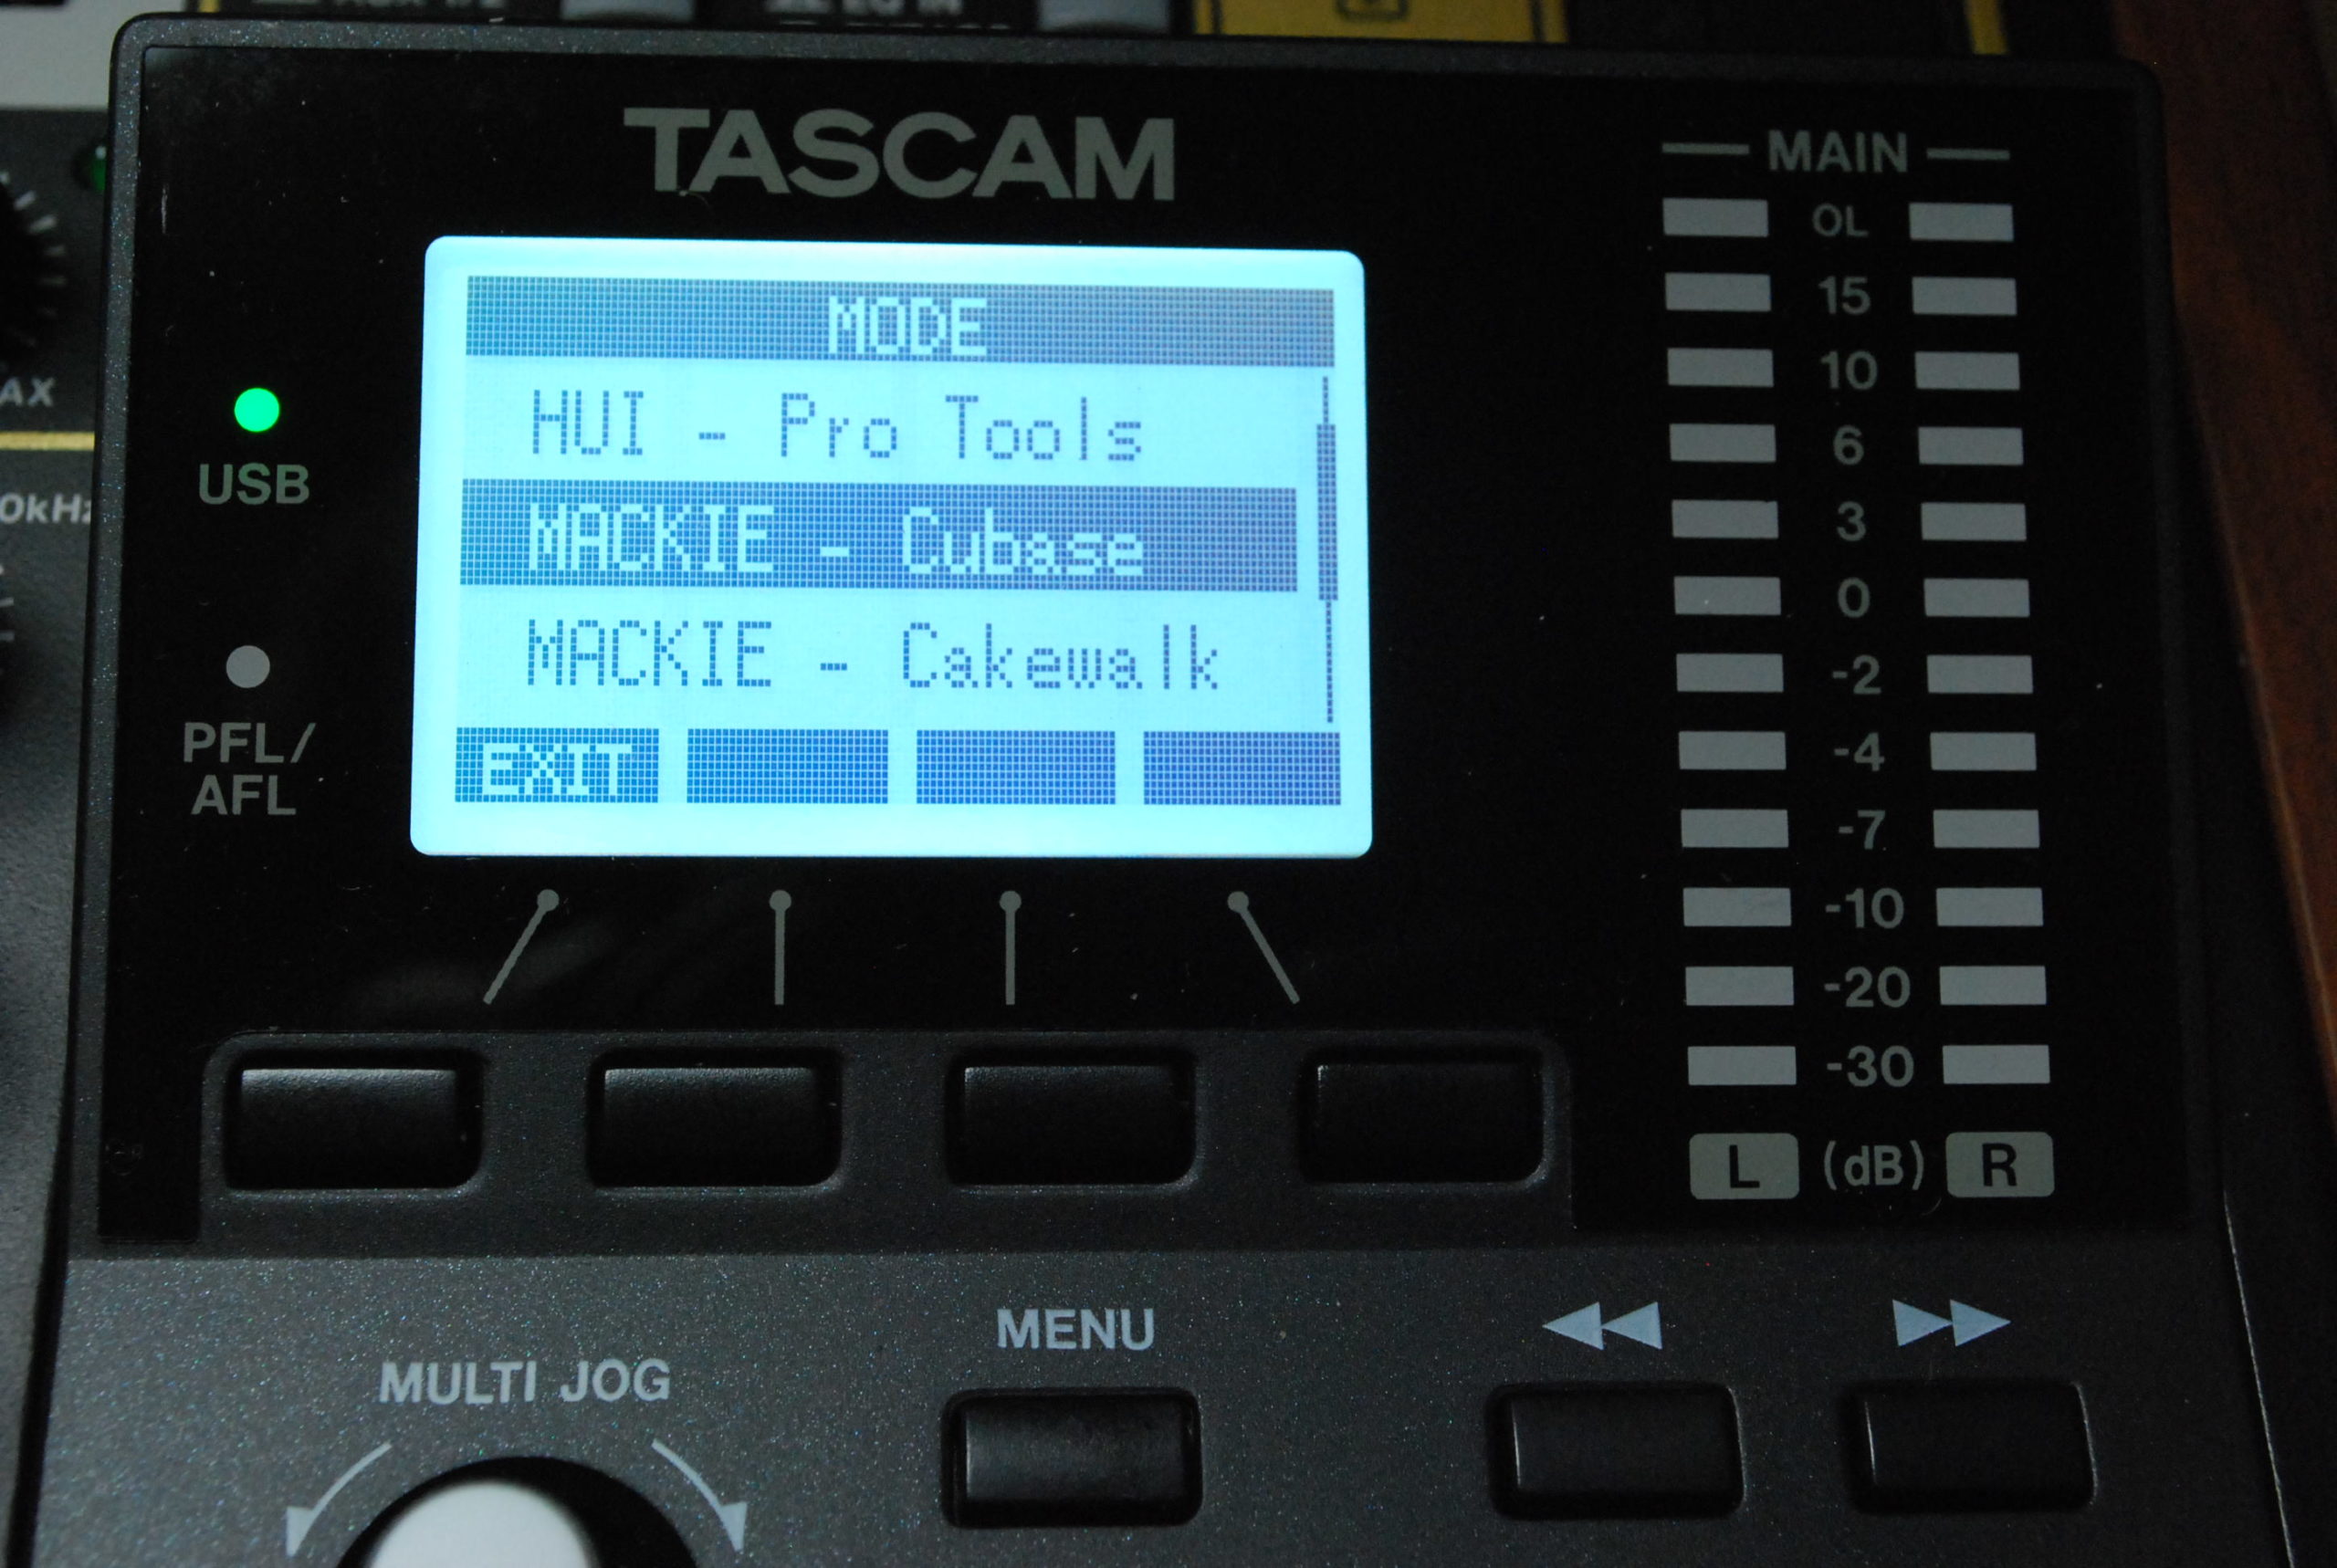 TASCAM
MODE
HUI - Pro Tools
MACKIE - Cubase
MACKIE - Cakewalk
EXIT
USB
PFL/
AFL
MAIN
OL
15
10
6
3
0
-2
-4
-7
-10
-20
-30
L (dB) R
MULTI JOG
MENU